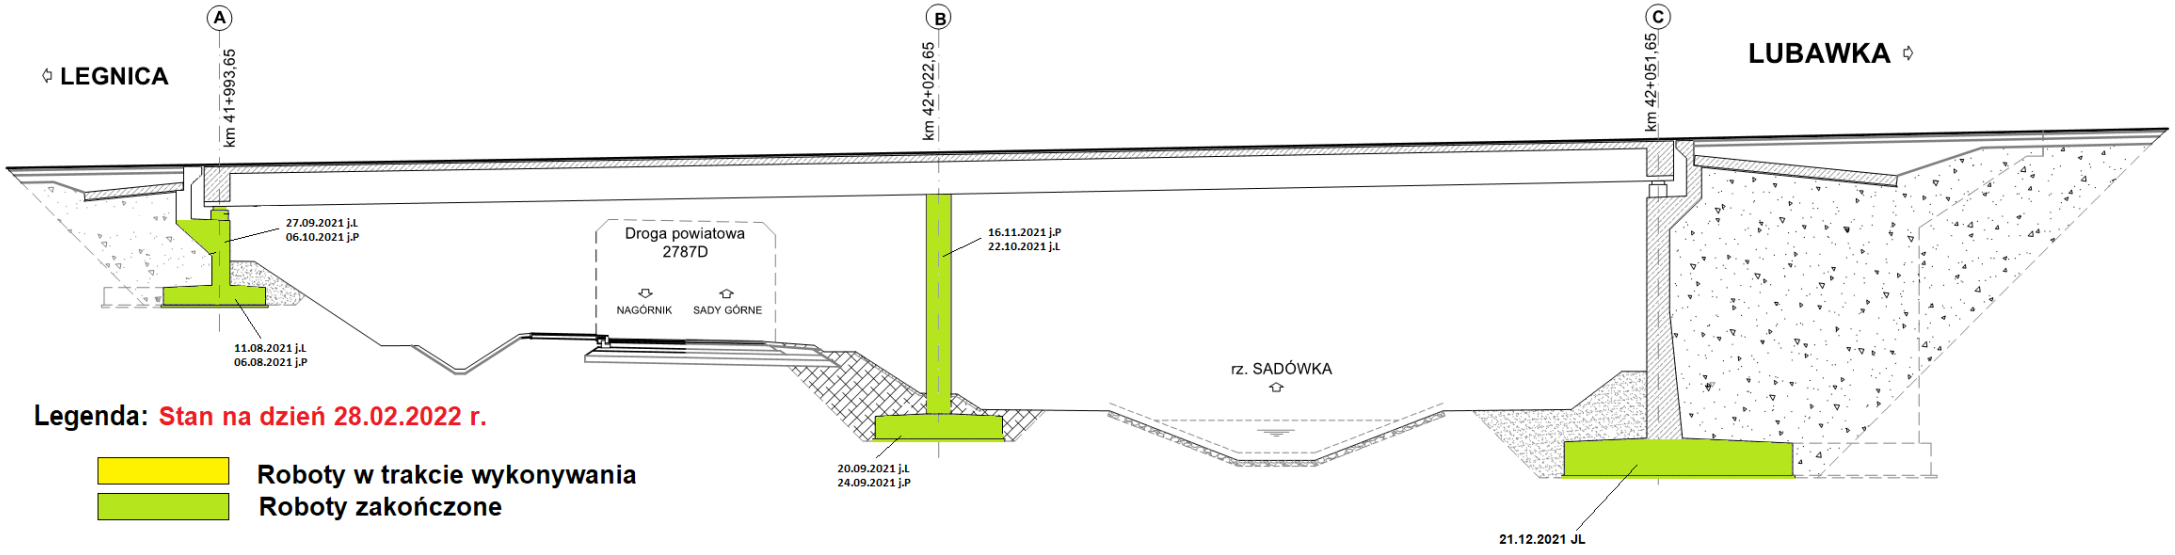 A
B
C
km 41+993,65
km 42+022,65
km 42+051,65
LEGNICA
LUBAWKA
27.09.2021 j.L
06.10.2021 j.P
Droga powiatowa
2787D
NAGÓRNIK SADY GÓRNE
16.11.2021 j.P
22.10.2021 j.L
11.08.2021 j.L
06.08.2021 j.P
rz. SADÓWKA
20.09.2021 j.L
24.09.2021 j.P
21.12.2021 JL
Legenda: Stan na dzień 28.02.2022 r.
Roboty w trakcie wykonywania
Roboty zakończone